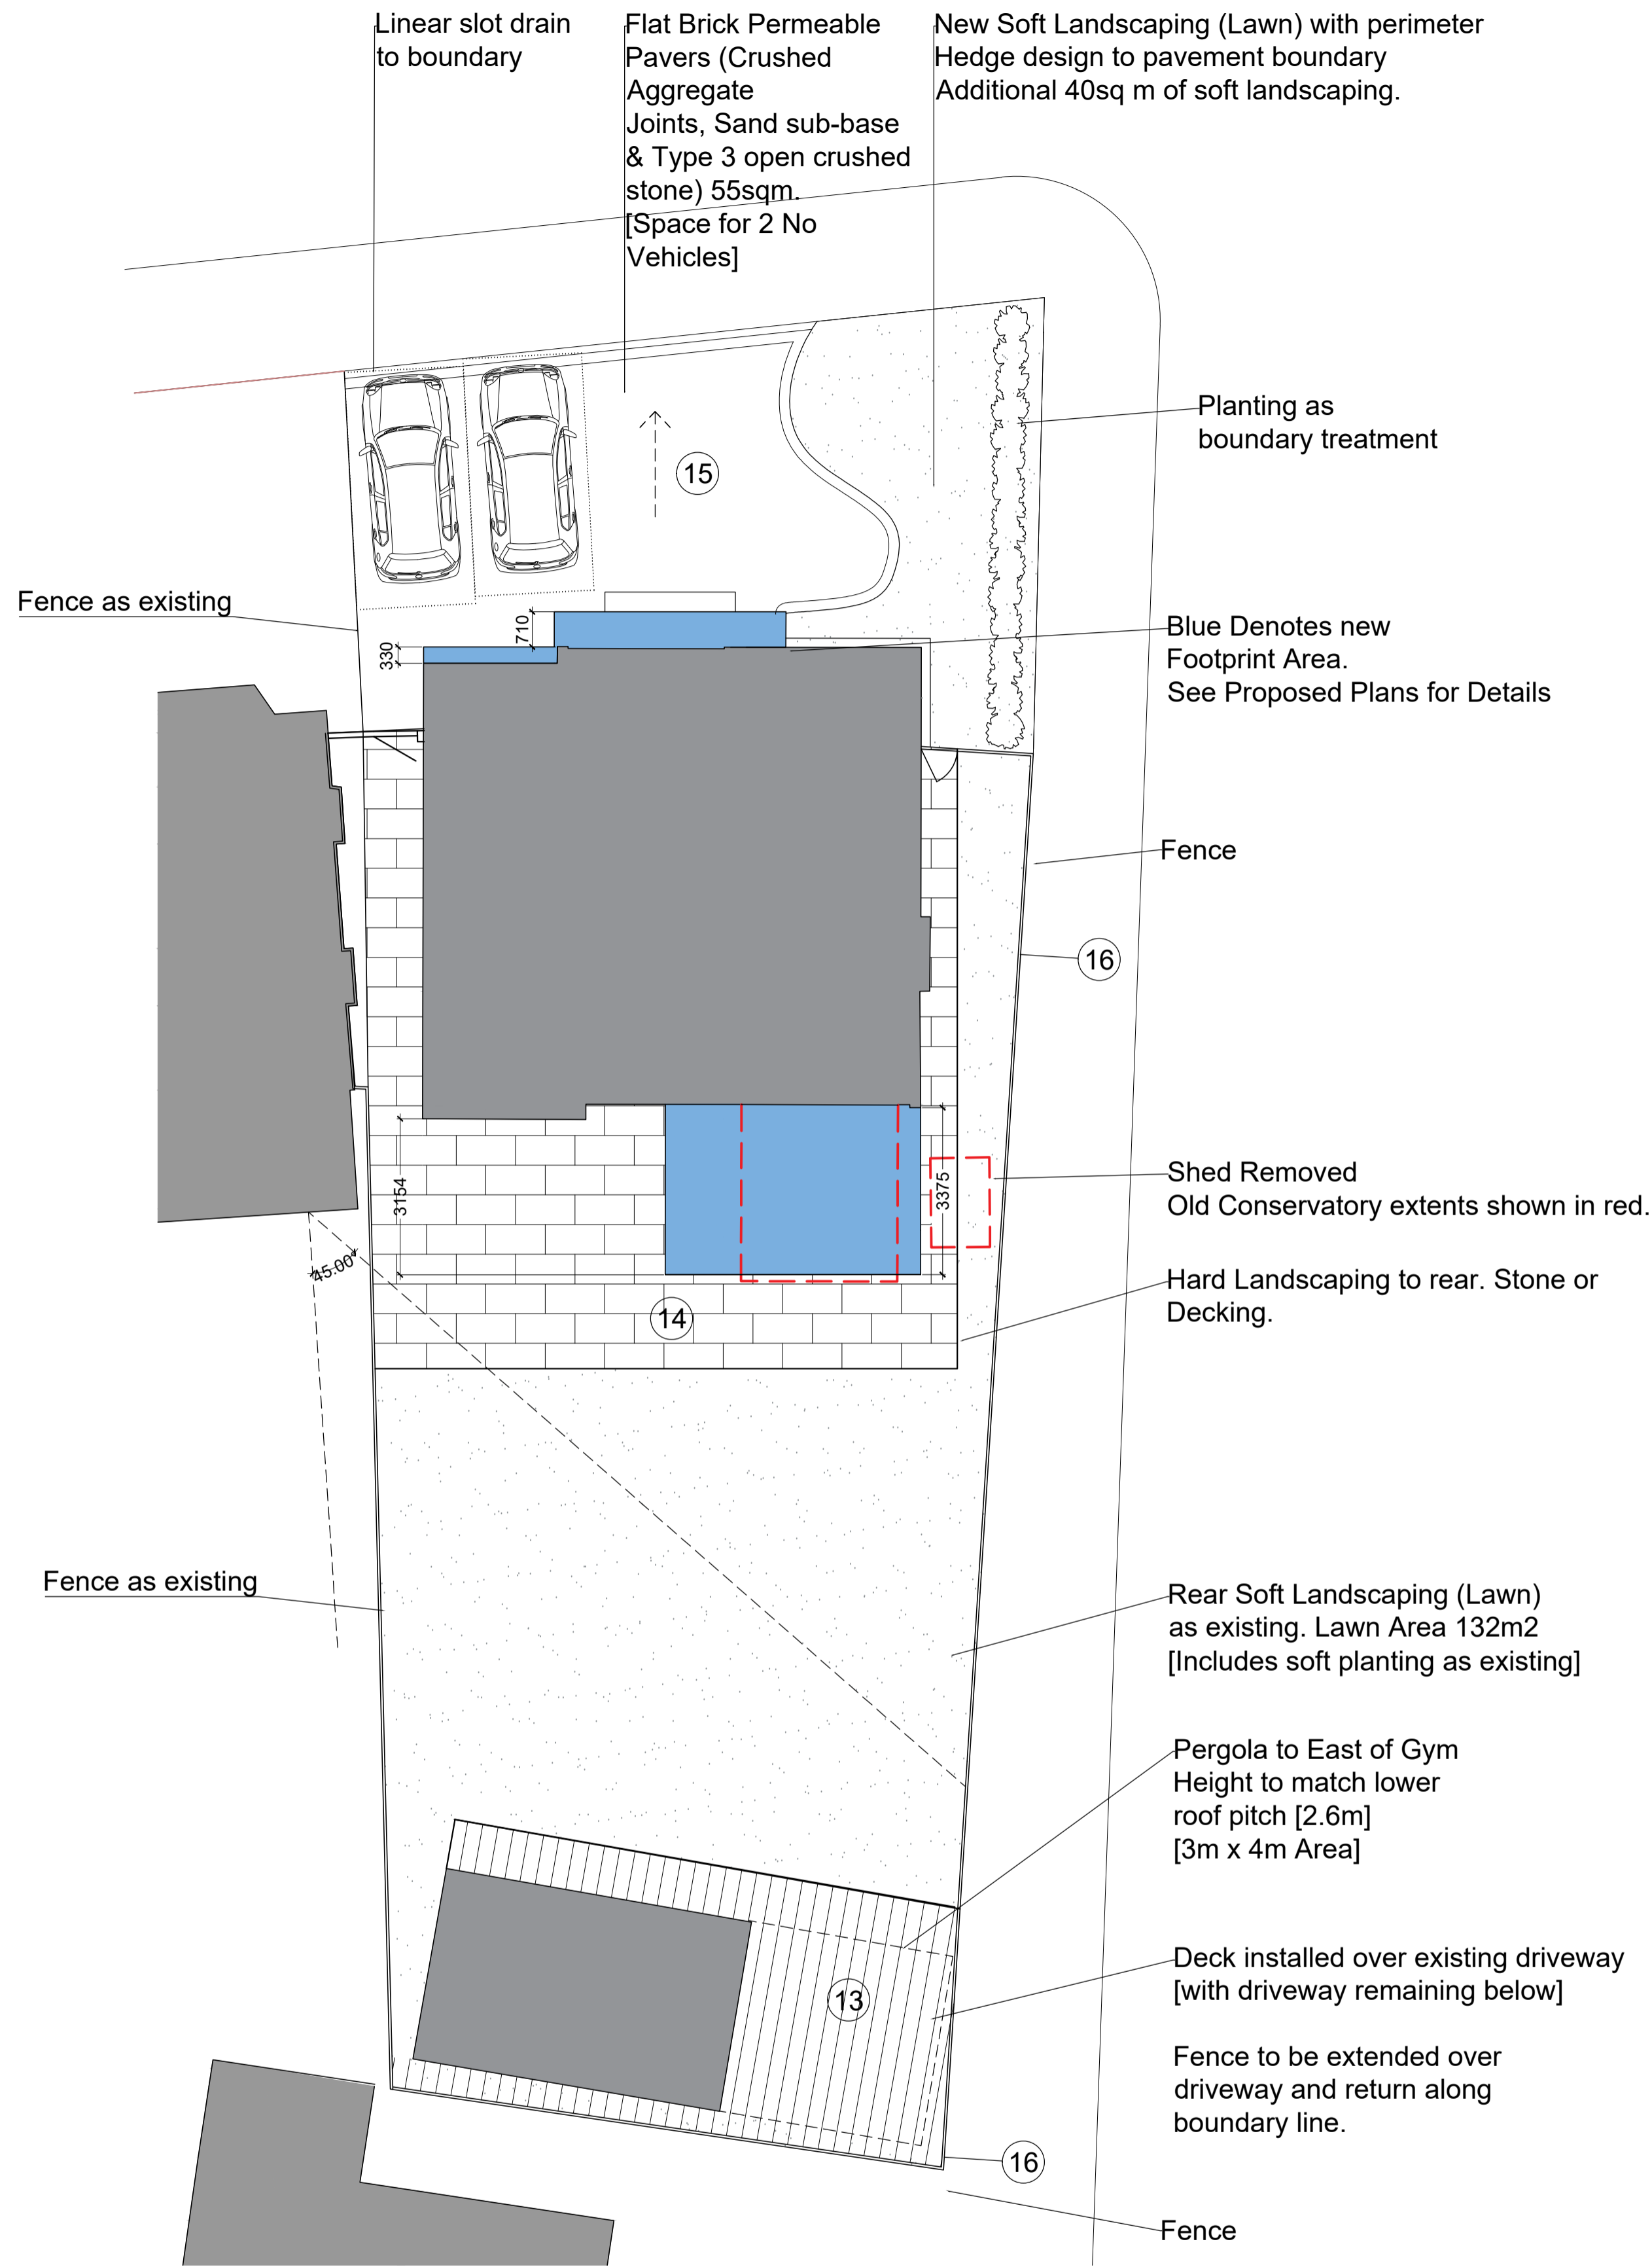 Linear slot drain
to boundary
Flat Brick Permeable
Pavers (Crushed
Aggregate
Joints, Sand sub-base
& Type 3 open crushed
stone) 55sqm.
[Space for 2 No
Vehicles]
New Soft Landscaping (Lawn) with perimeter
Hedge design to pavement boundary
Additional 40sq m of soft landscaping.
Planting as
boundary treatment
15
Fence as existing
710
330
Blue Denotes new
Footprint Area.
See Proposed Plans for Details
Fence
16
Shed Removed
Old Conservatory extents shown in red.
3154
3375
45.00°
Hard Landscaping to rear. Stone or
Decking.
14
Fence as existing
Rear Soft Landscaping (Lawn)
as existing. Lawn Area 132m2
[Includes soft planting as existing]
Pergola to East of Gym
Height to match lower
roof pitch [2.6m]
[3m x 4m Area]
Deck installed over existing driveway
[with driveway remaining below]
13
Fence to be extended over
driveway and return along
boundary line.
16
Fence